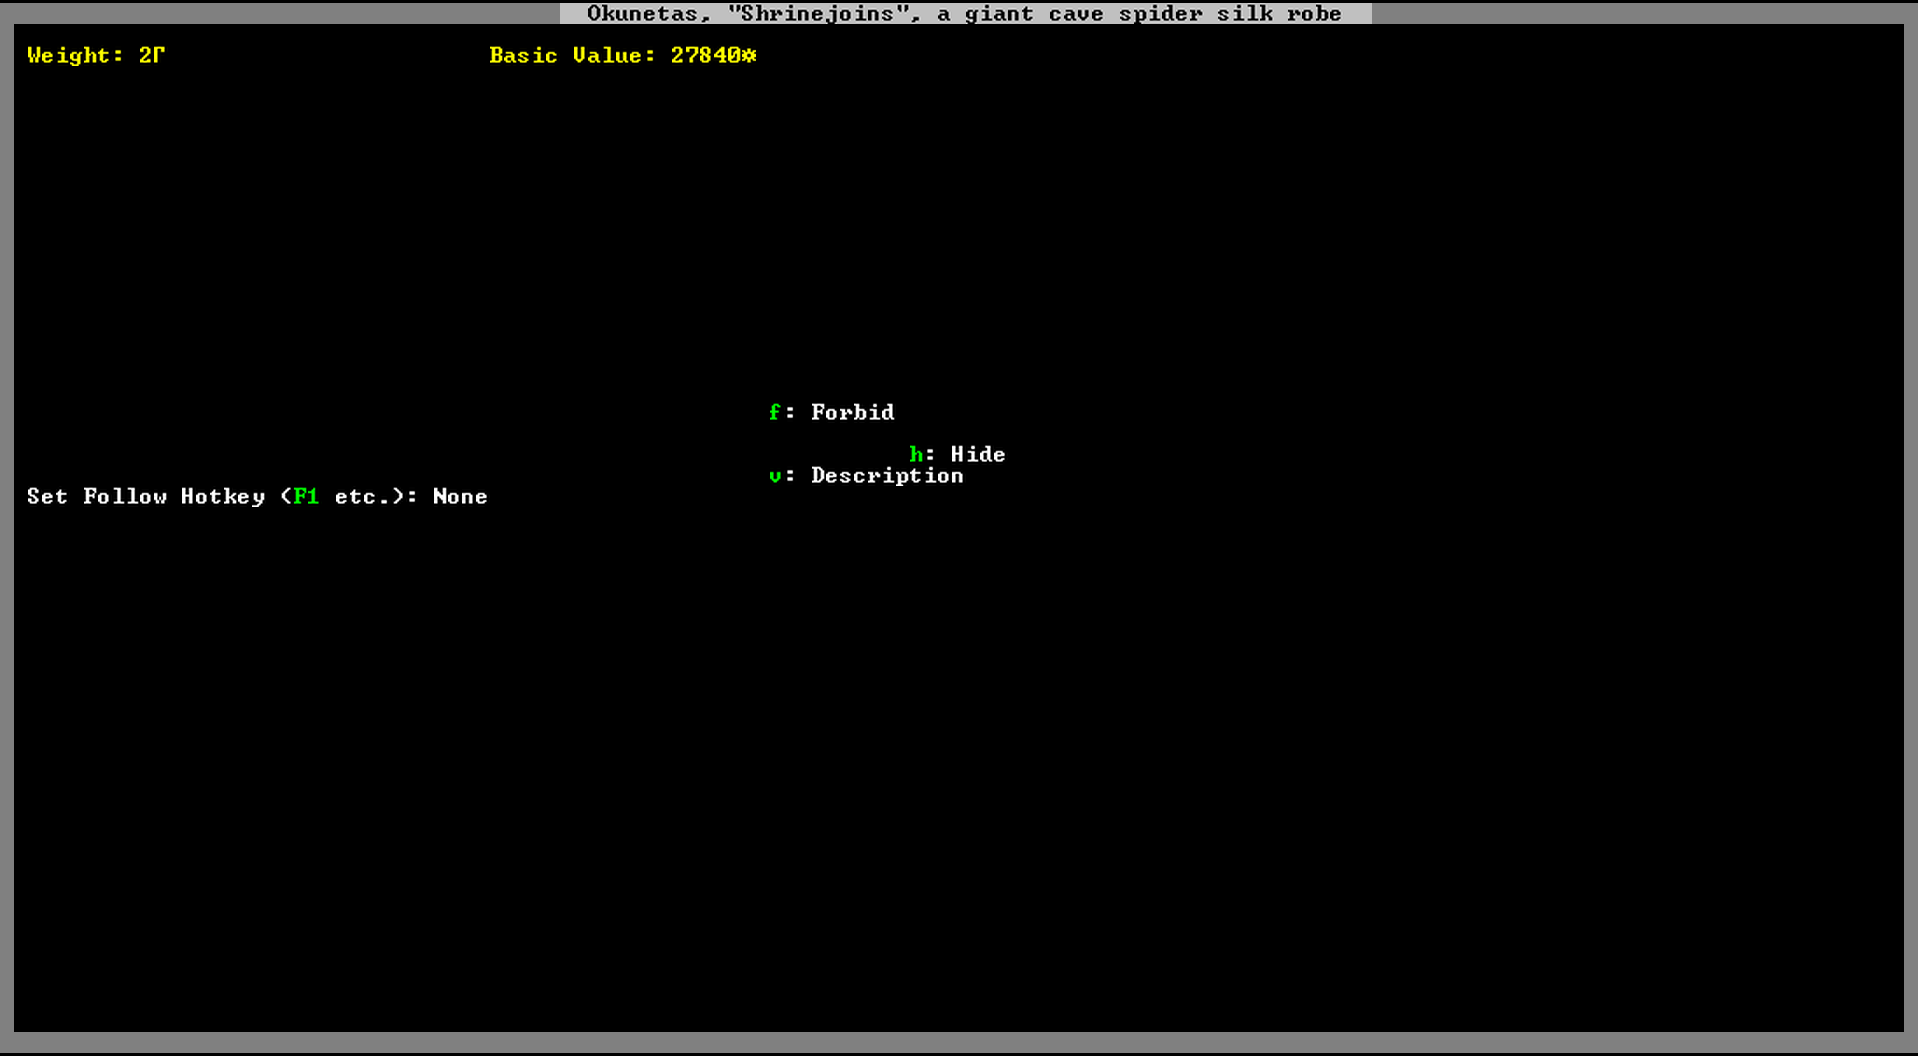 Okunetas, "Shrinejoins", a giant cave spider silk robe
Weight: 2Γ Basic Value: 27840☼
f: Forbid
h: Hide
v: Description
Set Follow Hotkey (F1 etc.): None